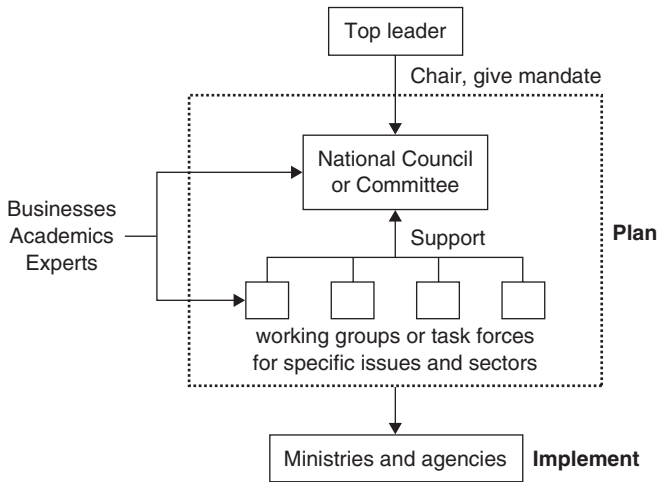 Top leader
Chair, give mandate
National Council
or Committee
Businesses
Academics
Experts
Support
Plan
working groups or task forces
for specific issues and sectors
Ministries and agencies
Implement